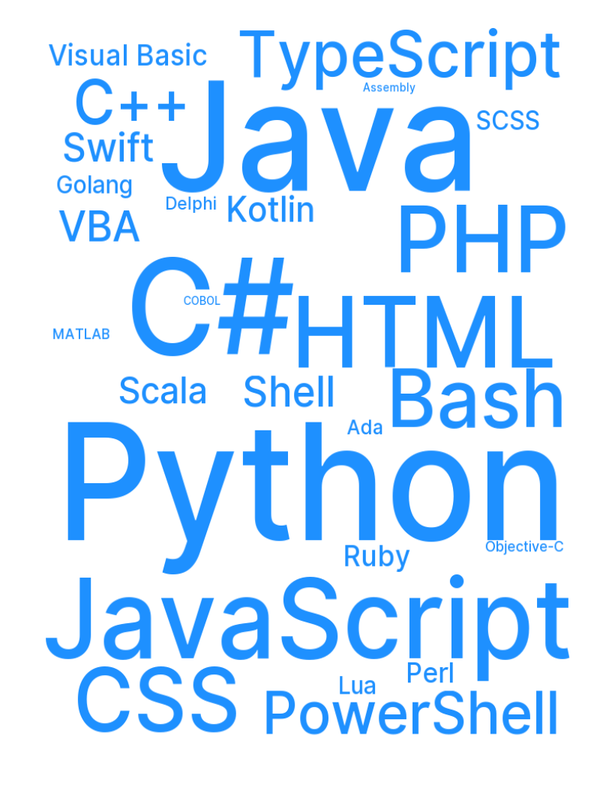 Visual Basic
TypeScript
C++
Assembly
Java
SCSS
Swift
Golang
Delphi
Kotlin
VBA
PHP
C#
COBOL
HTML
MATLAB
Scala
Shell
Bash
Ada
Python
Ruby
Objective-C
JavaScript
CSS
Perl
Lua
PowerShell